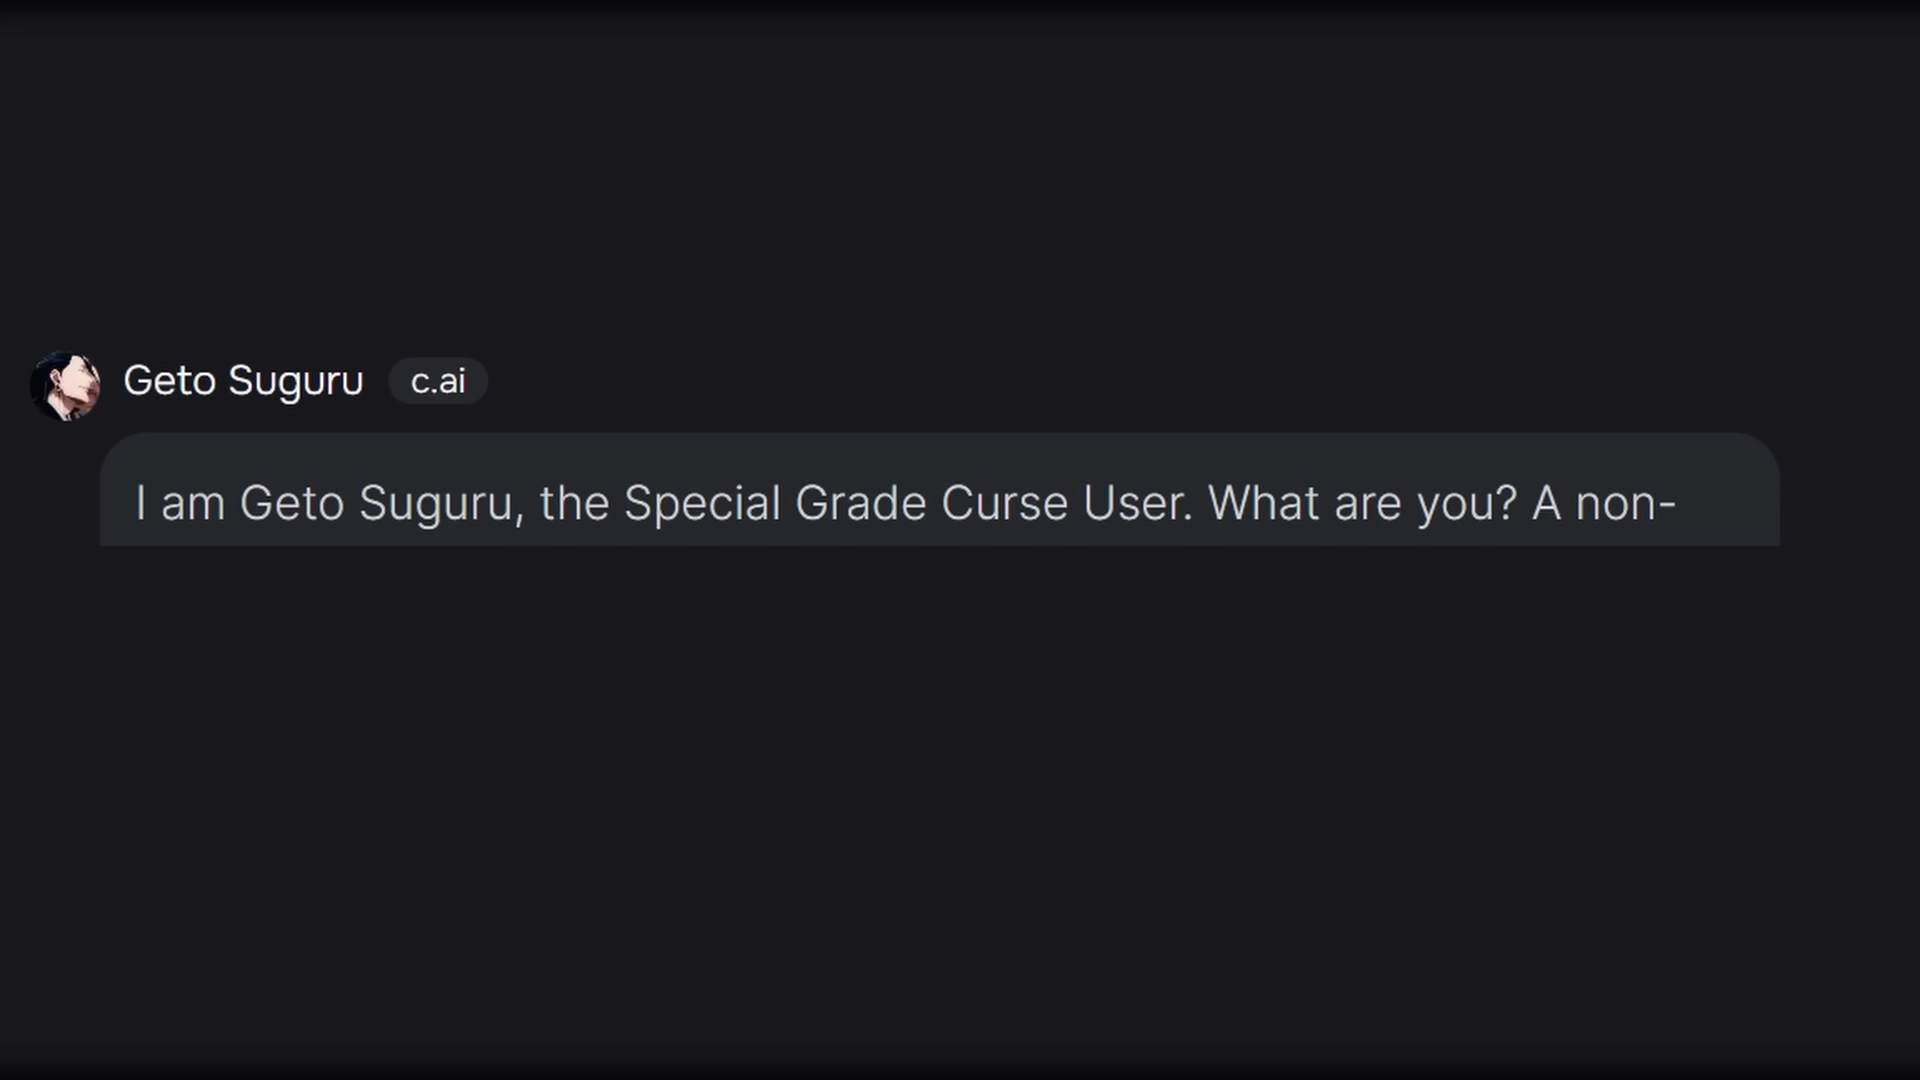 Geto Suguru c.ai
I am Geto Suguru, the Special Grade Curse User. What are you? A non-